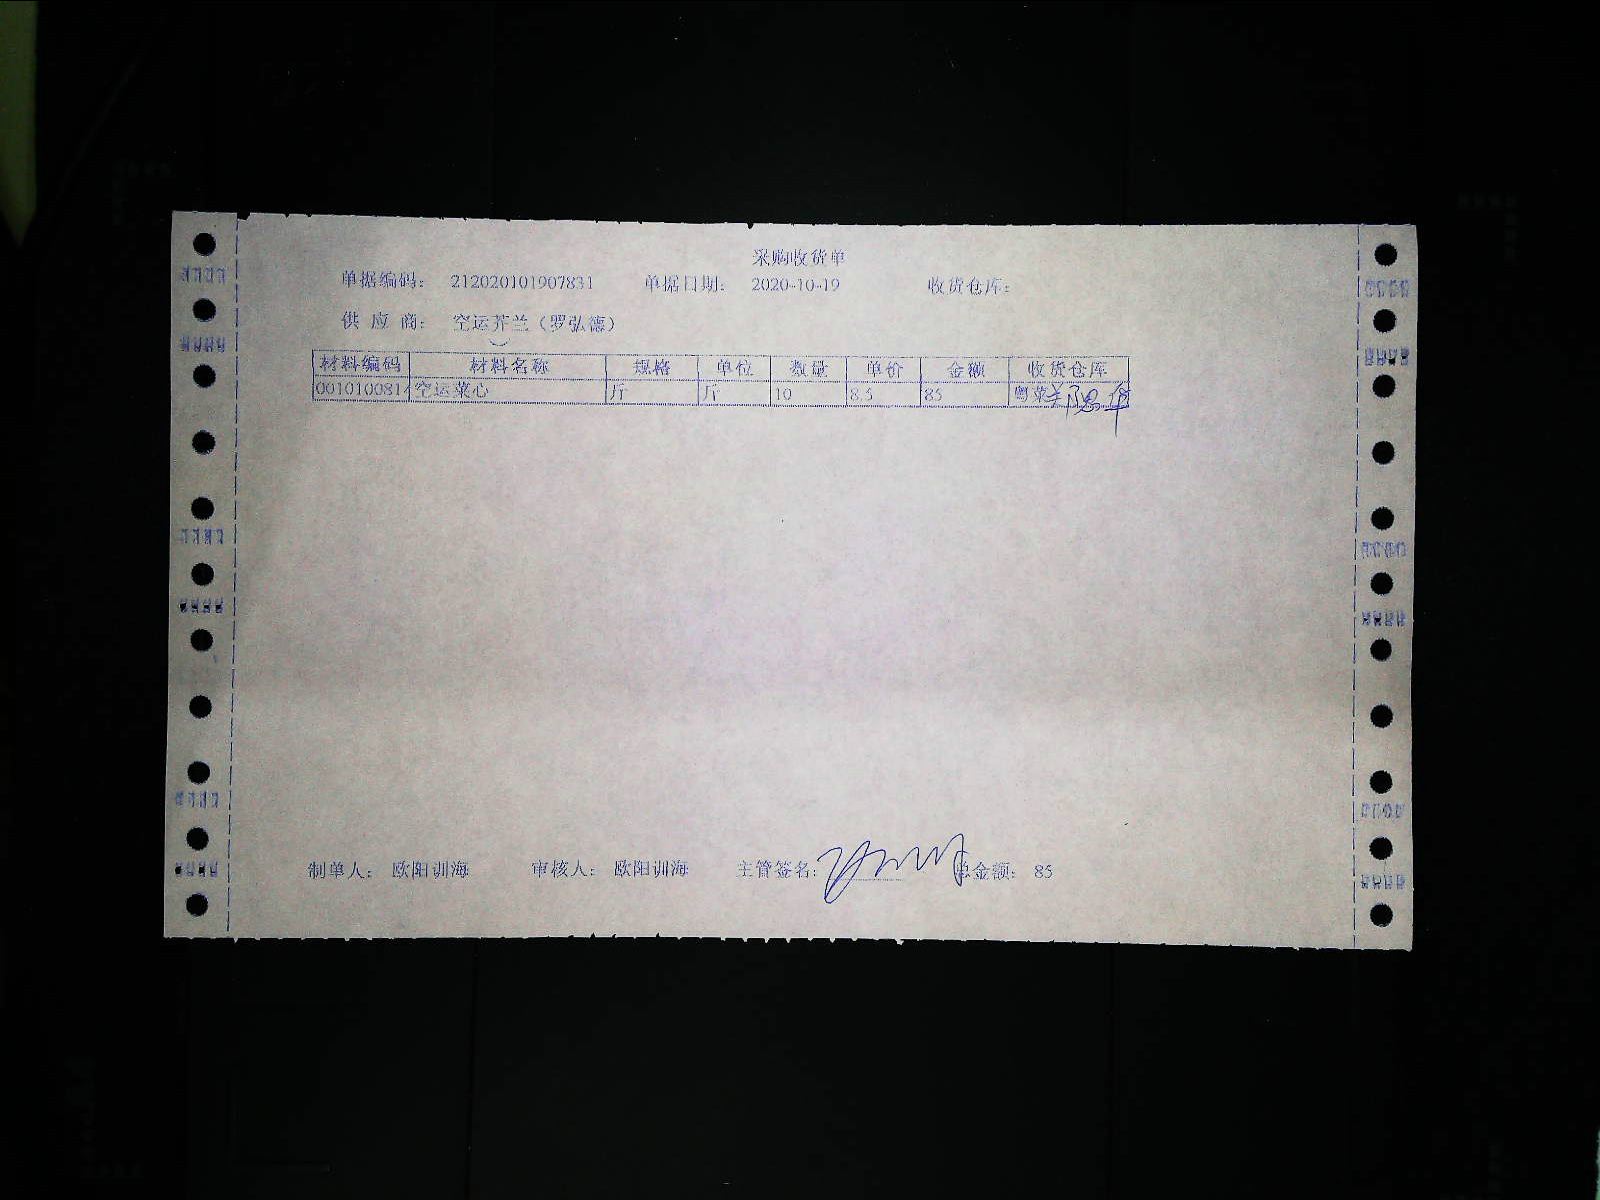 采购收货单
单据编码： 212020101907831 单据日期： 2020-10-19 收货仓库：
供 应 商： 空运芥兰（罗弘德）
材料编码 材料名称 规格 单位 数量 单价 金额 收货仓库
0010100814 空运菜心 斤 斤 10 8.5 85 粤菜
制单人： 欧阳训海 审核人： 欧阳训海 主管签名： 总金额： 85